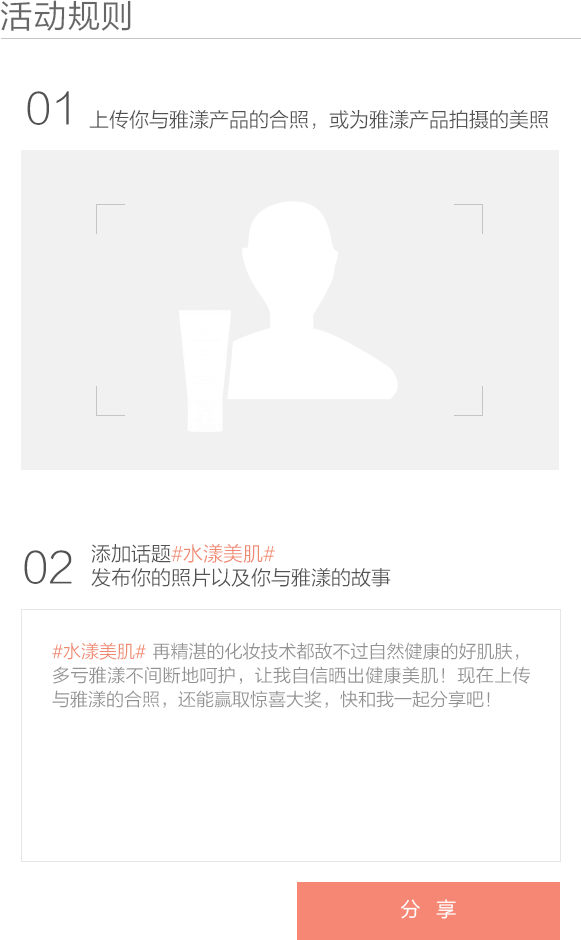 活动规则
01 上传你与雅漾产品的合照，或为雅漾产品拍摄的美照
02 添加话题#水漾美肌#
发布你的照片以及你与雅漾的故事
#水漾美肌# 再精湛的化妆技术都敌不过自然健康的好肌肤，
多亏雅漾不间断地呵护，让我自信晒出健康美肌！现在上传
与雅漾的合照，还能赢取惊喜大奖，快和我一起分享吧！
分 享